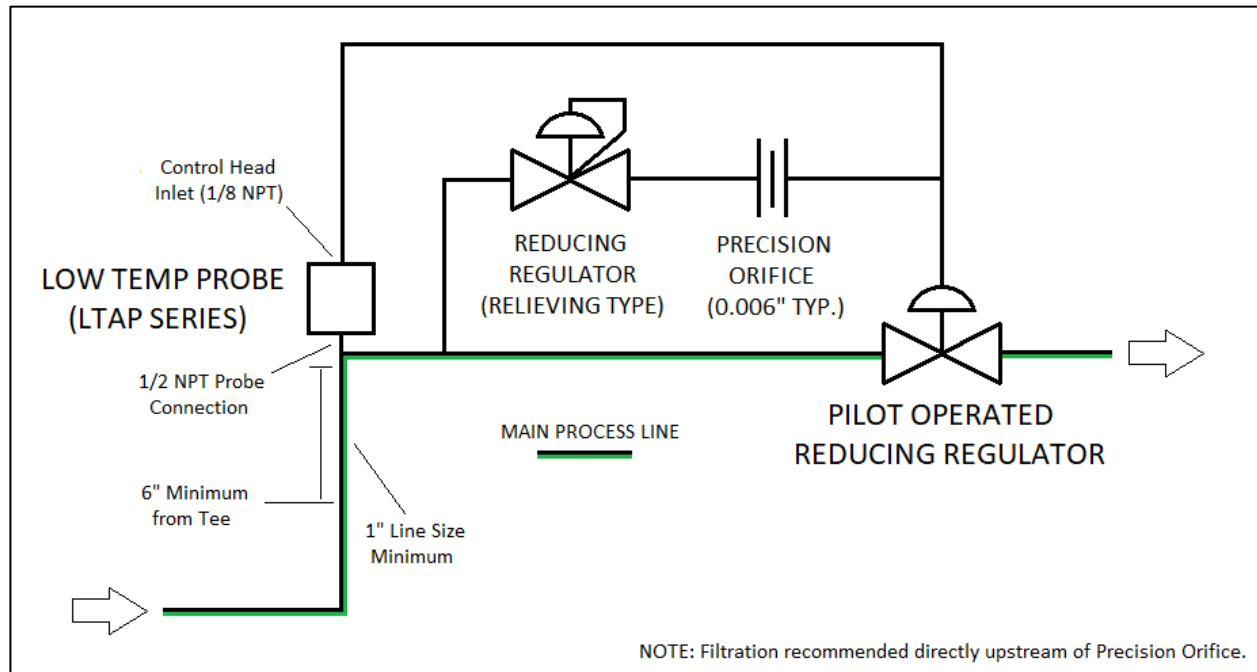 Control Head
Inlet (1/8 NPT)
LOW TEMP PROBE
(LTAP SERIES)
REDUCING
REGULATOR
(RELIEVING TYPE)
PRECISION
ORIFICE
(0.006" TYP.)
1/2 NPT Probe
Connection
MAIN PROCESS LINE
PILOT OPERATED
REDUCING REGULATOR
6" Minimum
from Tee
1" Line Size
Minimum
NOTE: Filtration recommended directly upstream of Precision Orifice.